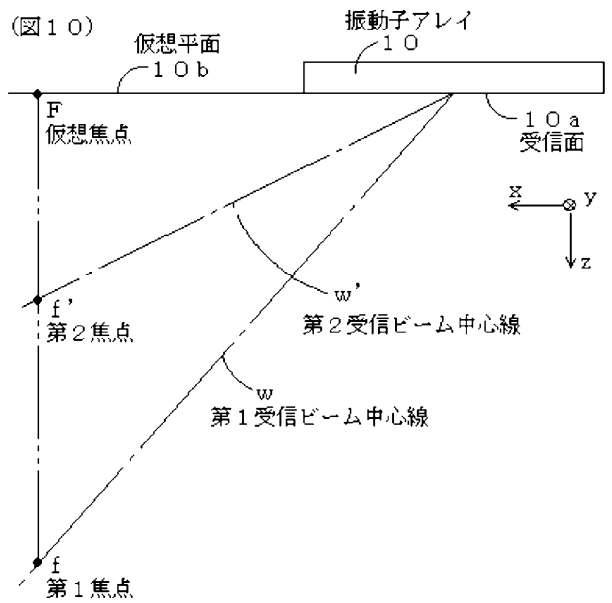 (図10)
振動子アレイ
10
仮想平面
10b
F
仮想焦点
10a
受信面
x
y
z
f'
第2焦点
w'
第2受信ビーム中心線
w
第1受信ビーム中心線
f
第1焦点